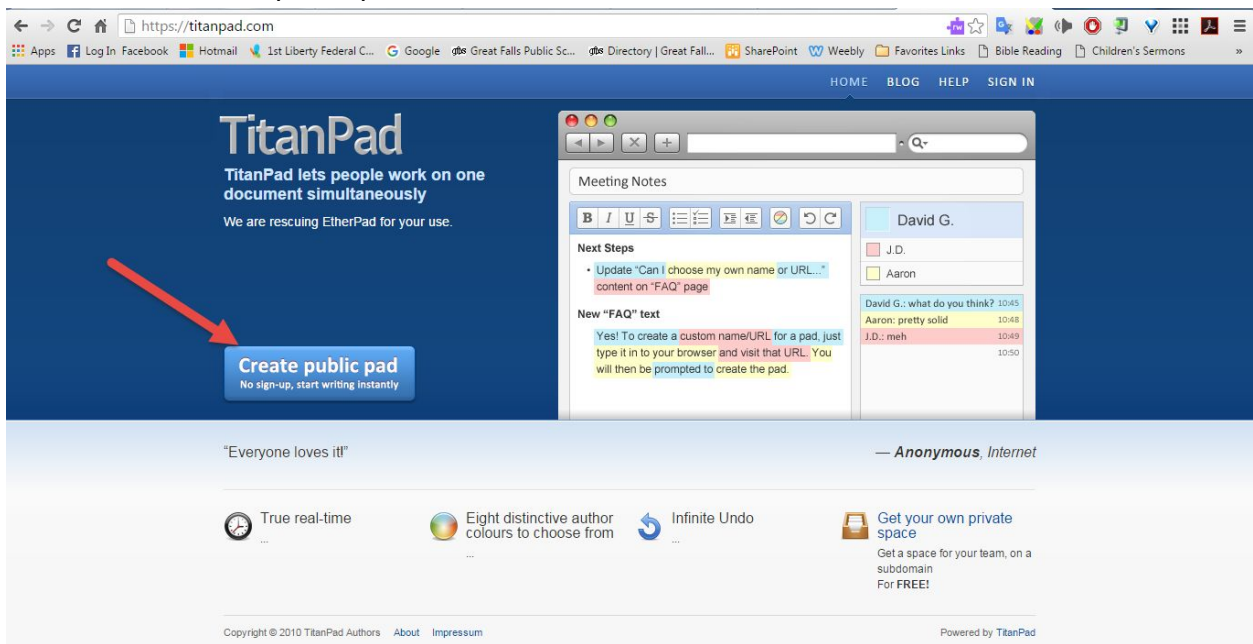 https://titanpad.com
Apps Log In Facebook Hotmail 1st Liberty Federal C... Google Great Falls Public Sc... Directory | Great Fall... SharePoint Weebly Favorites Links Bible Reading Children's Sermons »
HOME BLOG HELP SIGN IN
TitanPad
TitanPad lets people work on one
document simultaneously
We are rescuing EtherPad for your use.
Create public pad
No sign-up, start writing instantly
Meeting Notes
B I U S
Next Steps
• Update "Can I choose my own name or URL..."
content on "FAQ" page
New "FAQ" text
Yes! To create a custom name/URL for a pad, just
type it in to your browser and visit that URL. You
will then be prompted to create the pad.
David G.
J.D.
Aaron
David G.: what do you think? 10:45
Aaron: pretty solid 10:48
J.D.: meh 10:49
10:50
"Everyone loves it!"
— Anonymous, Internet
True real-time
...
Eight distinctive author
colours to choose from
...
Infinite Undo
...
Get your own private
space
Get a space for your team, on a
subdomain
For FREE!
Copyright © 2010 TitanPad Authors About Impressum
Powered by TitanPad